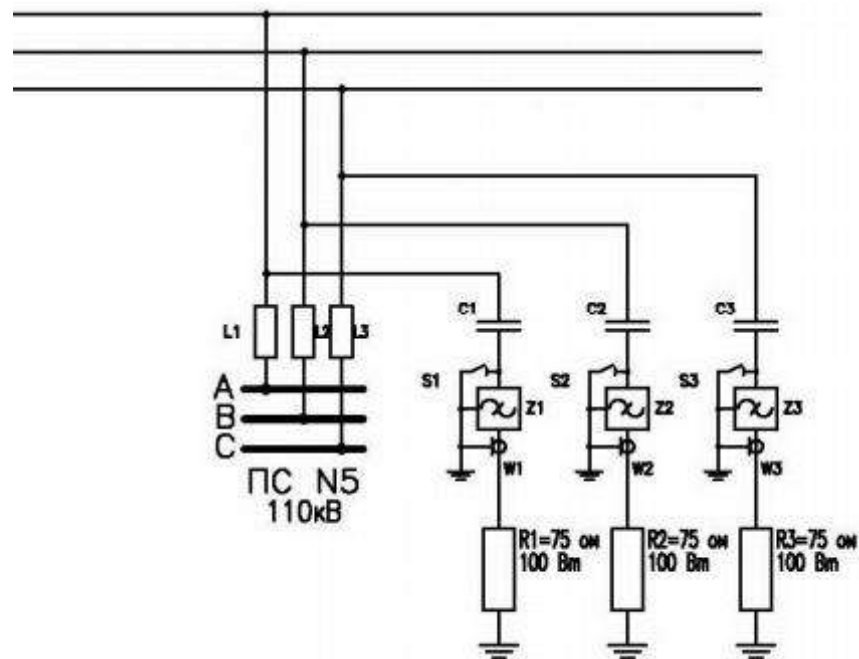 C1 C2 C3
L1 L2 L3
S1 S2 S3
A
Z1 Z2 Z3
B
C
W1 W2 W3
ПС N5
110кВ
R1=75 ом R2=75 ом R3=75 ом
100 Вт 100 Вт 100 Вт